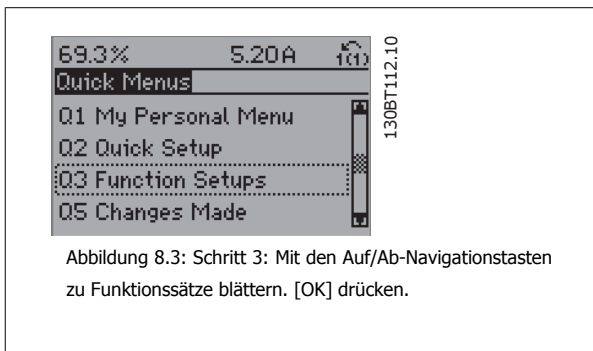 69.3% 5.20A 1(1)
Quick Menus
Q1 My Personal Menu
Q2 Quick Setup
Q3 Function Setups
Q5 Changes Made
130BT112.10
Abbildung 8.3: Schritt 3: Mit den Auf/Ab-Navigationstasten
zu Funktionssätze blättern. [OK] drücken.